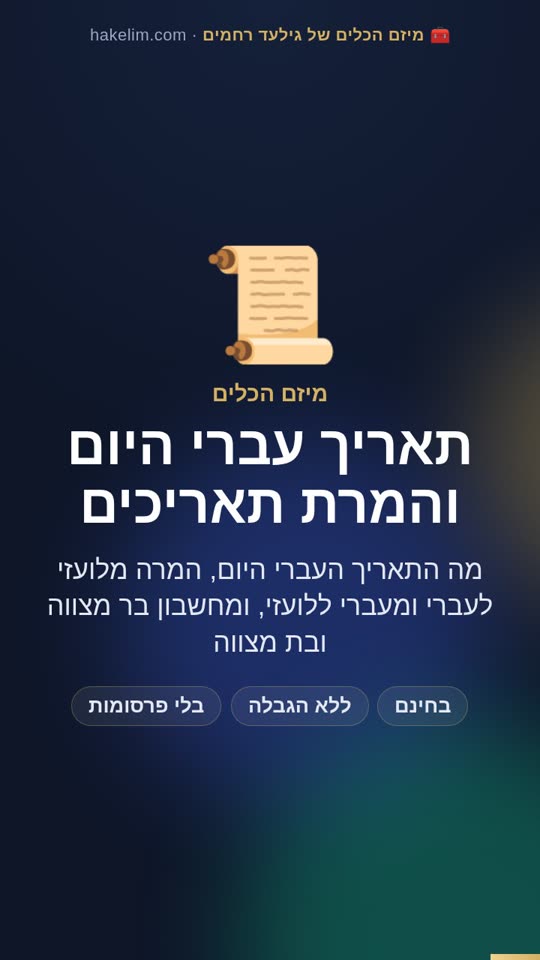 🧰 מיזם הכלים של גילעד רחמים · hakelim.com
מיזם הכלים
תאריך עברי היום
והמרת תאריכים
מה התאריך העברי היום, המרה מלועזי
לעברי ומעברי ללועזי, ומחשבון בר מצווה
ובת מצווה
בחינם
ללא הגבלה
בלי פרסומות